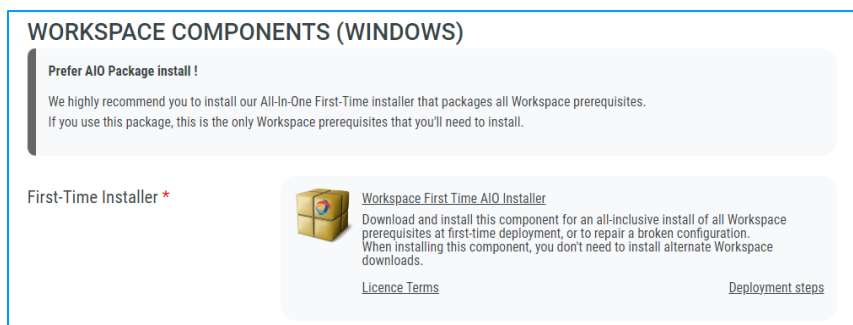 WORKSPACE COMPONENTS (WINDOWS)
Prefer AIO Package install !
We highly recommend you to install our All-In-One First-Time installer that packages all Workspace prerequisites.
If you use this package, this is the only Workspace prerequisites that you'll need to install.
First-Time Installer *
Workspace First Time AIO Installer
Download and install this component for an all-inclusive install of all Workspace
prerequisites at first-time deployment, or to repair a broken configuration.
When installing this component, you don't need to install alternate Workspace
downloads.
Licence Terms
Deployment steps